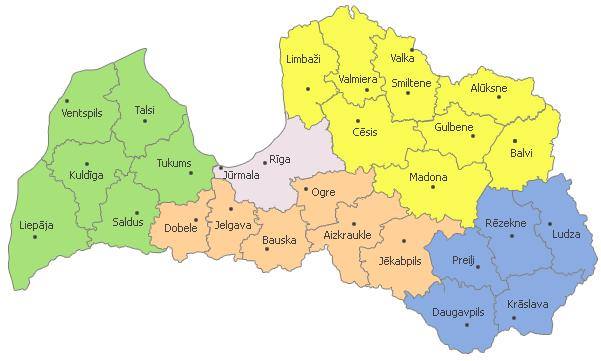 Limbaži
Valka
Valmiera
Smiltene
Alūksne
Ventspils
Talsi
Cēsis
Gulbene
Balvi
Rīga
Tukums
Jūrmala
Kuldīga
Madona
Ogre
Liepāja
Saldus
Dobele
Jelgava
Bauska
Aizkraukle
Jēkabpils
Rēzekne
Ludza
Preiļi
Daugavpils
Krāslava